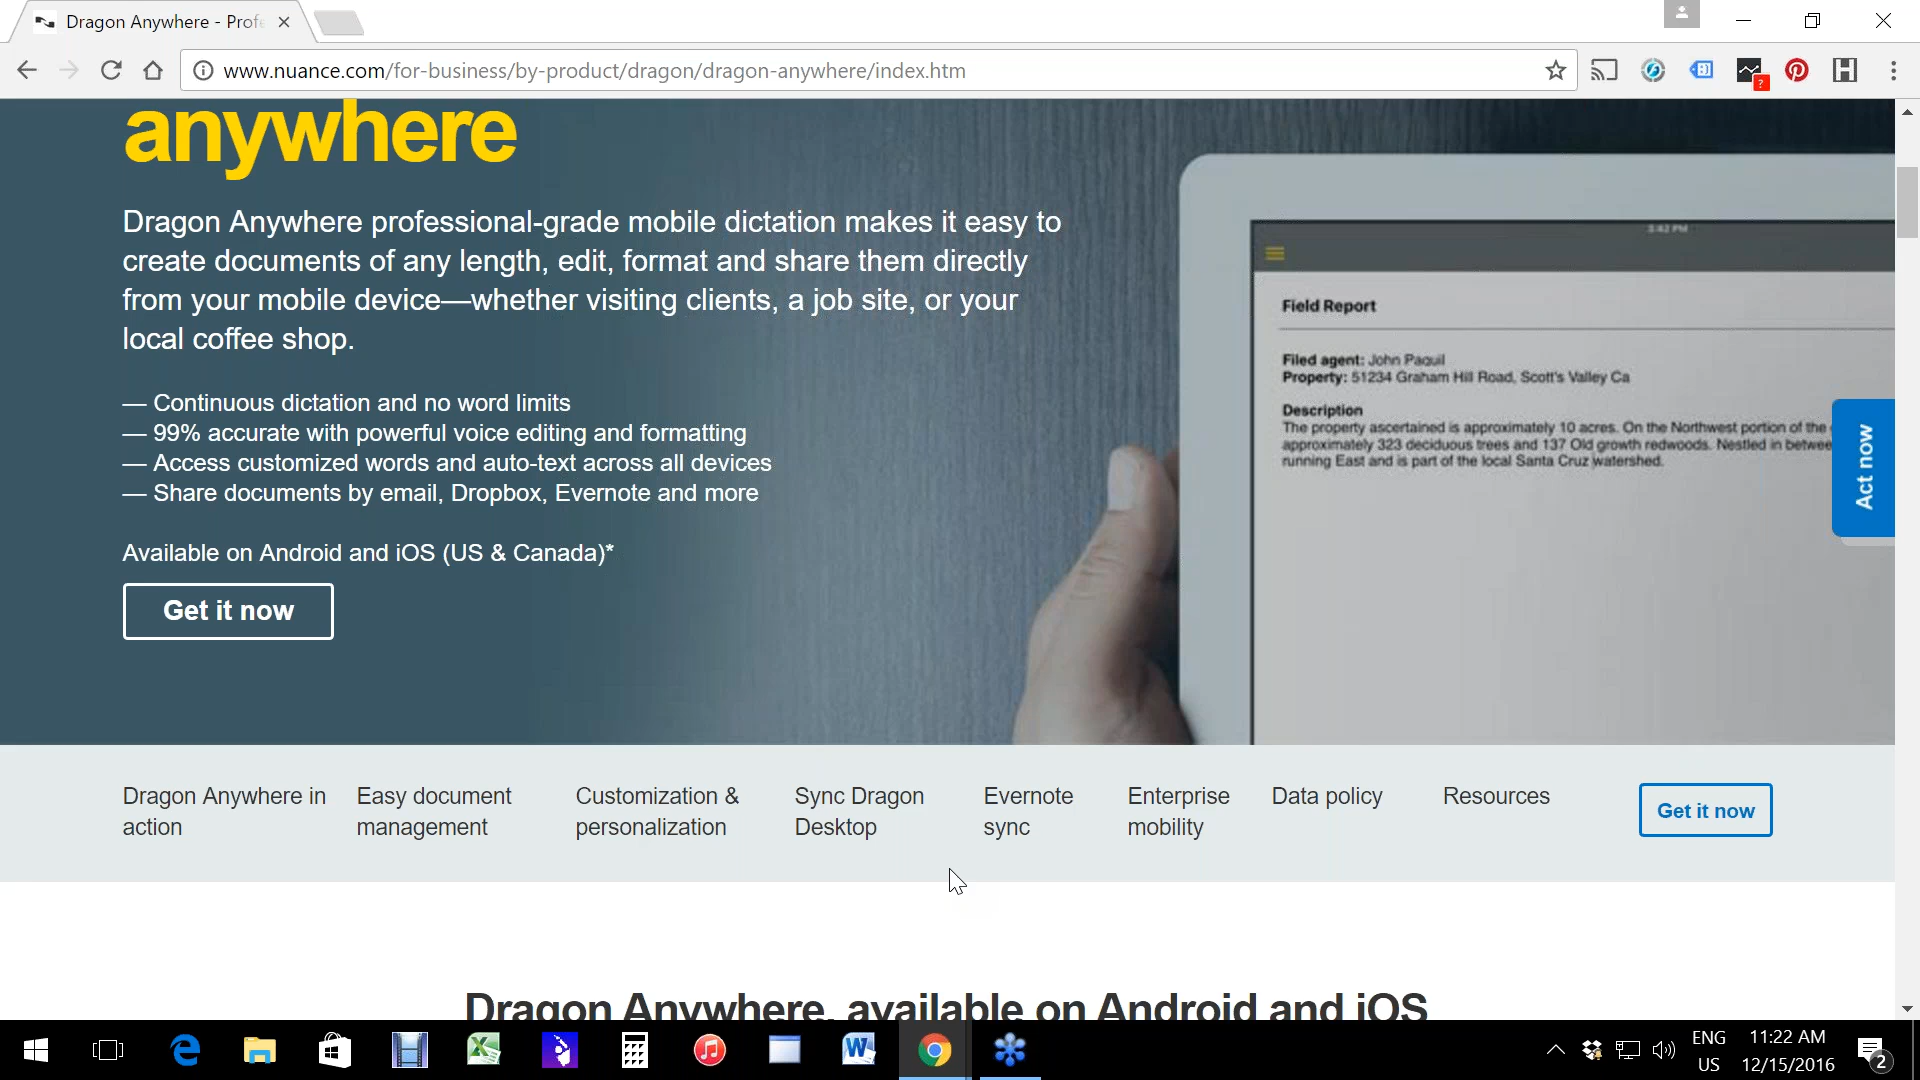 Dragon Anywhere - Profe
www.nuance.com/for-business/by-product/dragon/dragon-anywhere/index.htm
anywhere
Dragon Anywhere professional-grade mobile dictation makes it easy to
create documents of any length, edit, format and share them directly
from your mobile device—whether visiting clients, a job site, or your
local coffee shop.
— Continuous dictation and no word limits
— 99% accurate with powerful voice editing and formatting
— Access customized words and auto-text across all devices
— Share documents by email, Dropbox, Evernote and more
Available on Android and iOS (US & Canada)*
Get it now
3:42 PM
Field Report
Filed agent: John Paquil
Property: 51234 Graham Hill Road, Scott's Valley Ca
Description
The property ascertained is approximately 10 acres. On the Northwest portion of the
approximately 323 deciduous trees and 137 Old growth redwoods. Nestled in betwee
running East and is part of the local Santa Cruz watershed.
Act now
Dragon Anywhere in
action
Easy document
management
Customization &
personalization
Sync Dragon
Desktop
Evernote
sync
Enterprise
mobility
Data policy
Resources
Get it now
Dragon Anywhere, available on Android and iOS
ENG
US
11:22 AM
12/15/2016
2